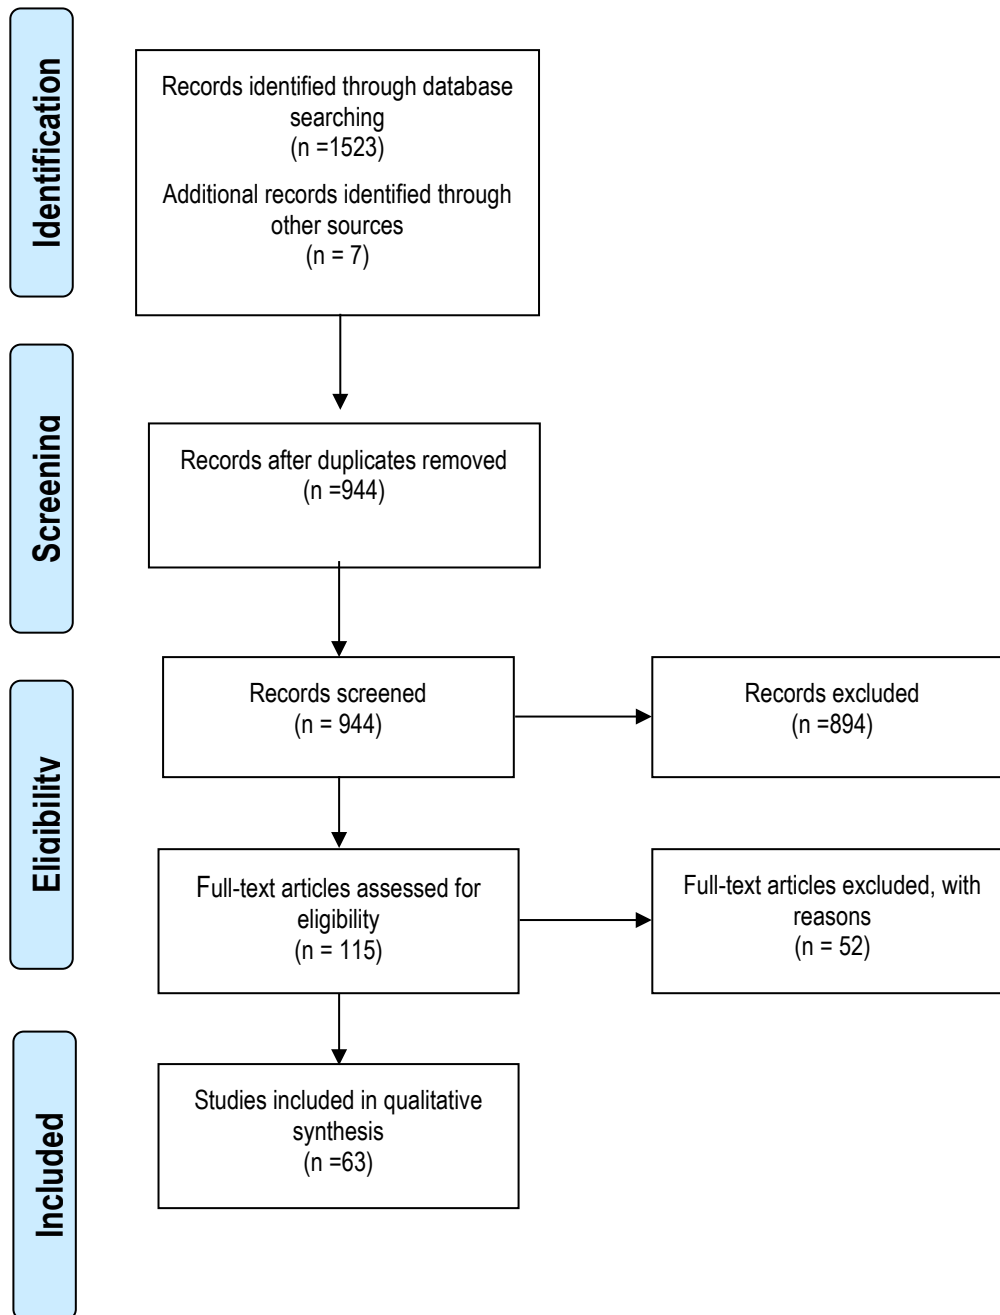 Identification
Records identified through database
searching
(n =1523)
Additional records identified through
other sources
(n = 7)
Screening
Records after duplicates removed
(n =944)
Records screened
(n = 944)
Records excluded
(n =894)
Eligibility
Full-text articles assessed for
eligibility
(n = 115)
Full-text articles excluded, with
reasons
(n = 52)
Included
Studies included in qualitative
synthesis
(n =63)